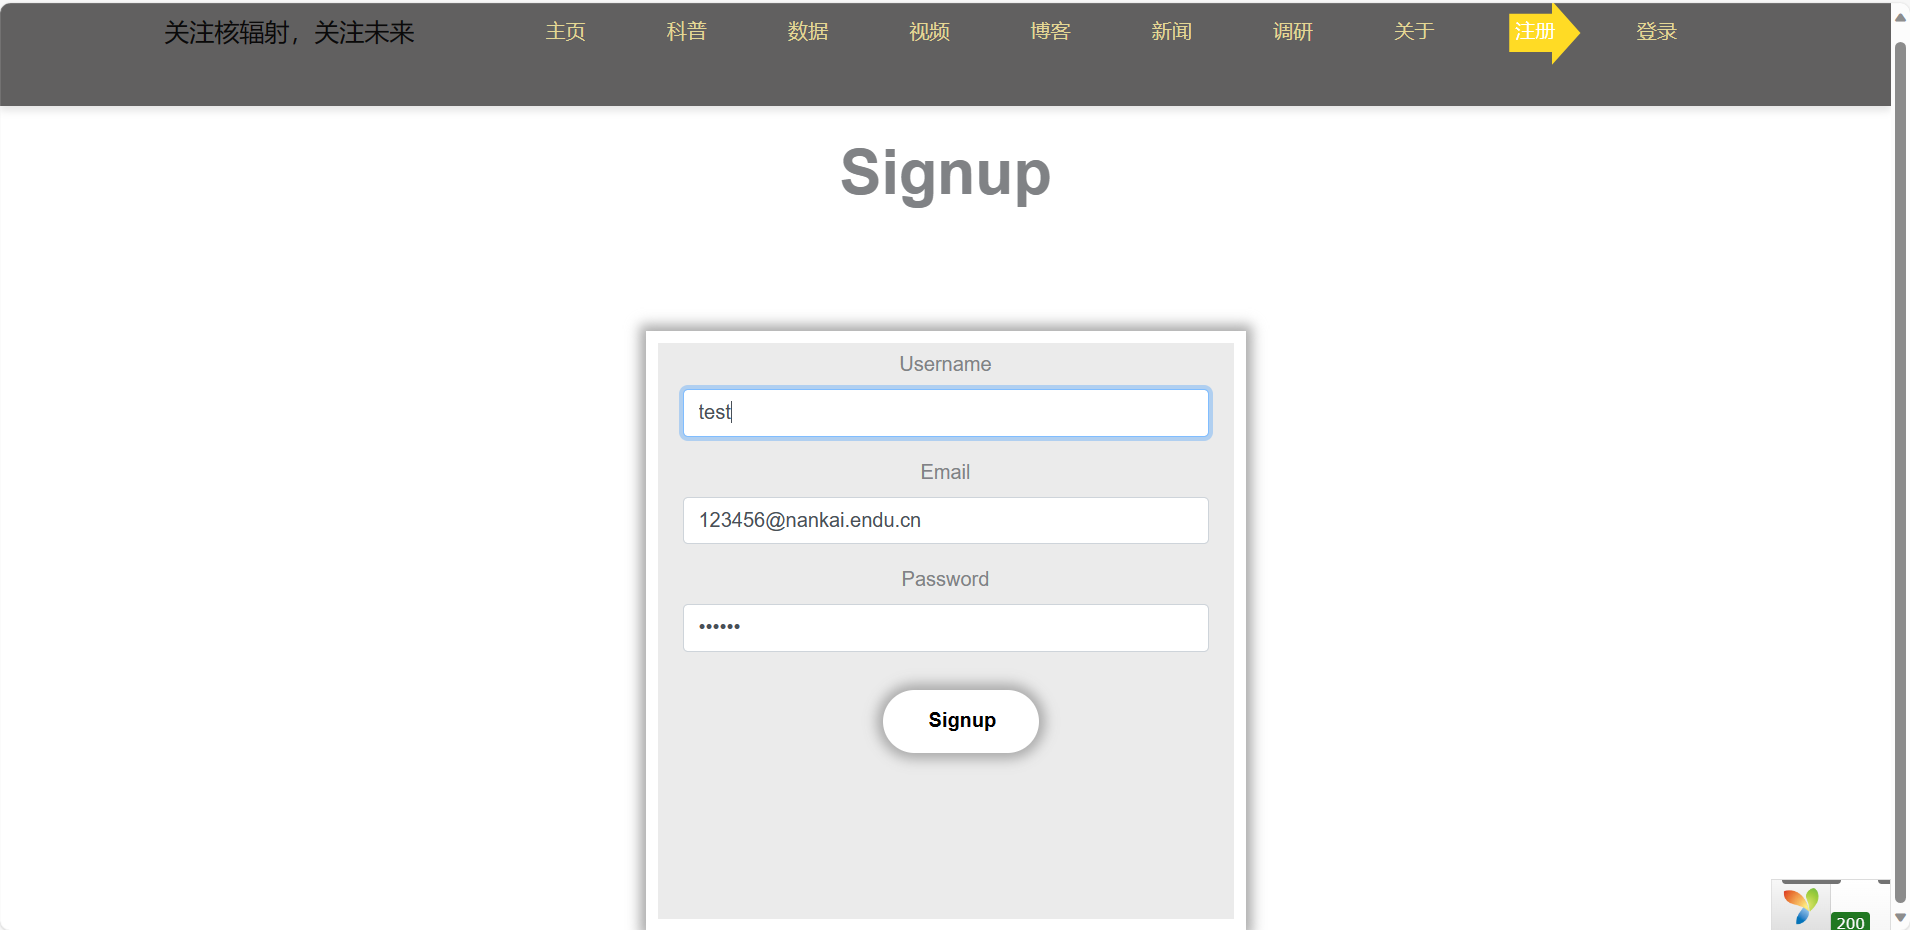 关注核辐射，关注未来
主页 科普 数据 视频 博客 新闻 调研 关于 注册 登录
Signup
Username
test
Email
123456@nankai.endu.cn
Password
••••••
Signup
200